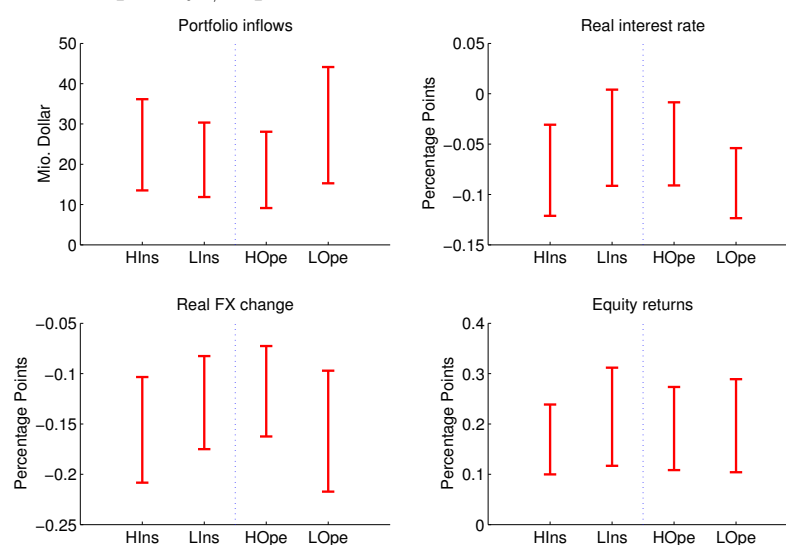 Portfolio inflows
50
40
30
20
10
0
Mio. Dollar
HIns LIns HOpe LOpe
Real interest rate
0.05
0
−0.05
−0.1
−0.15
Percentage Points
HIns LIns HOpe LOpe
Real FX change
−0.05
−0.1
−0.15
−0.2
−0.25
Percentage Points
HIns LIns HOpe LOpe
Equity returns
0.4
0.3
0.2
0.1
0
Percentage Points
HIns LIns HOpe LOpe